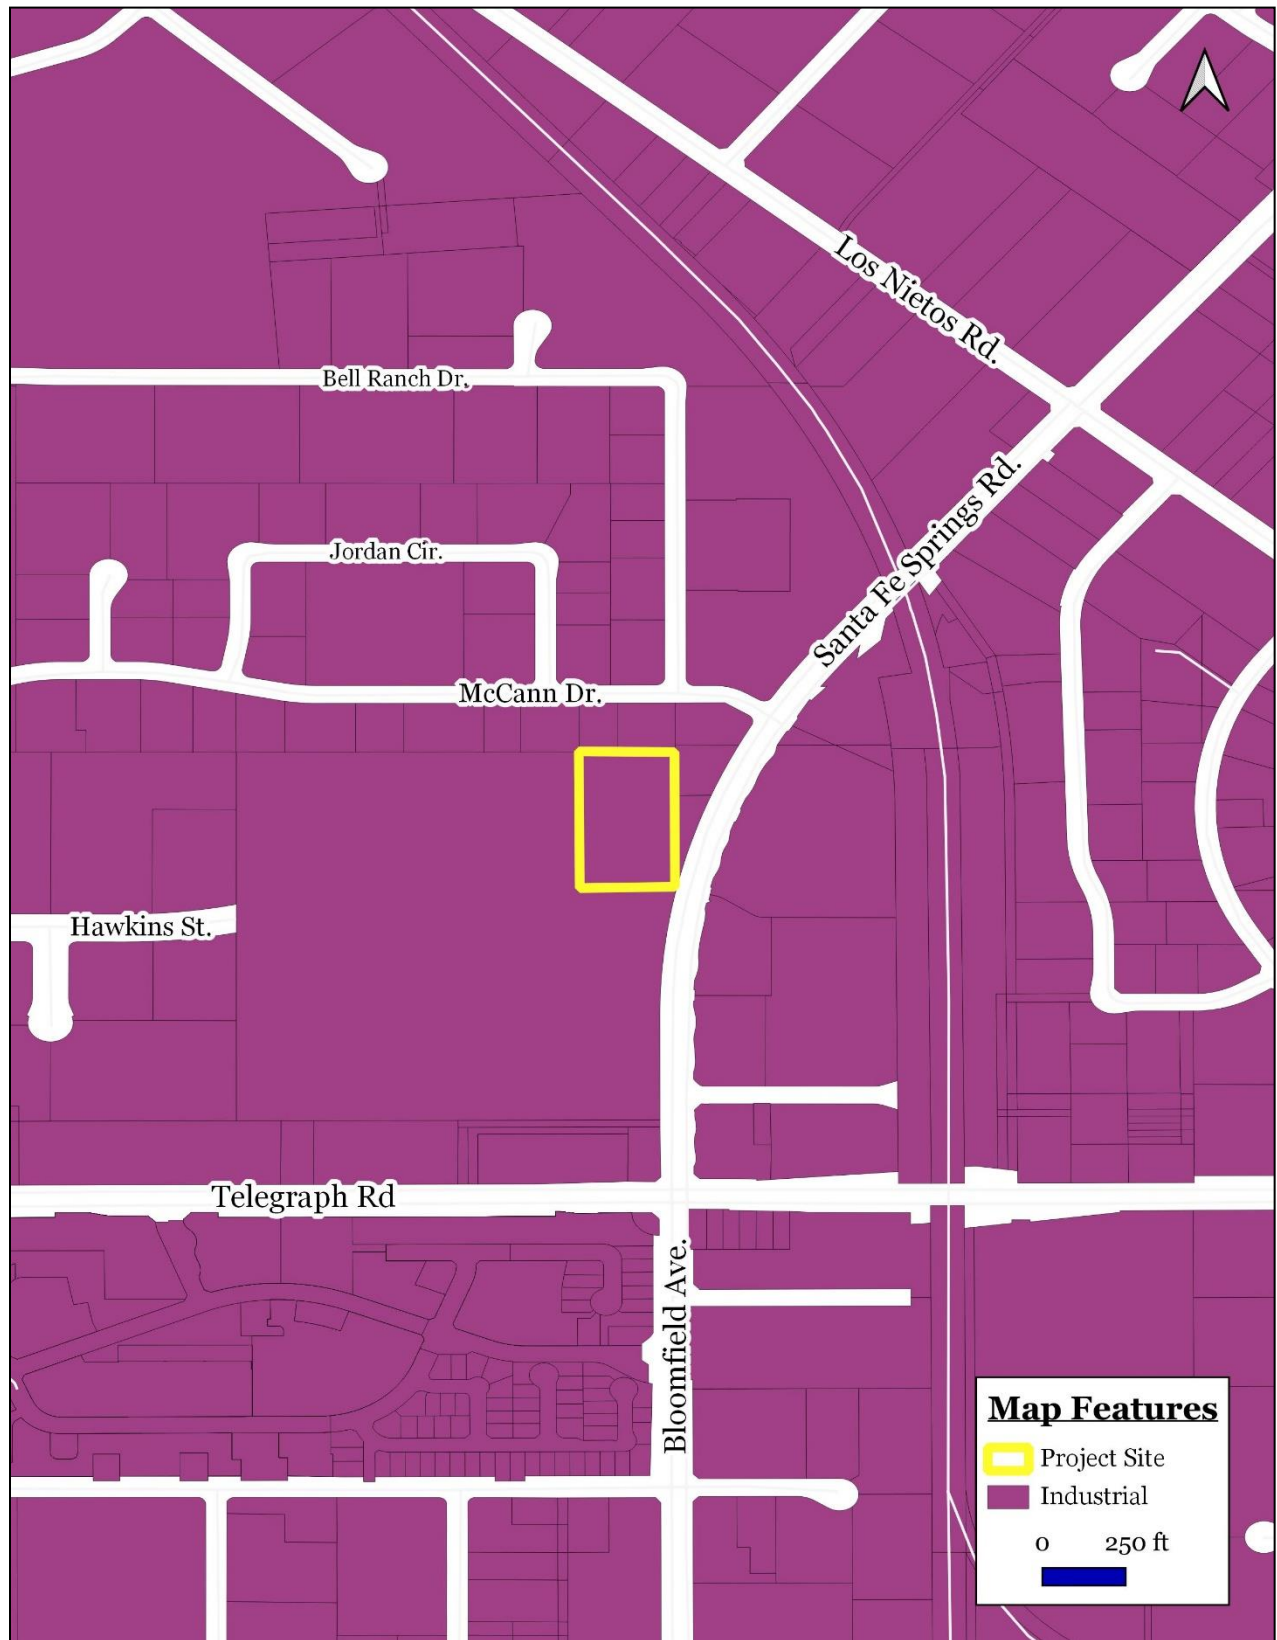 Los Nietos Rd.
Bell Ranch Dr.
Santa Fe Springs Rd.
Jordan Cir.
McCann Dr.
Hawkins St.
Telegraph Rd
Bloomfield Ave.
Map Features
Project Site
Industrial
0 250 ft